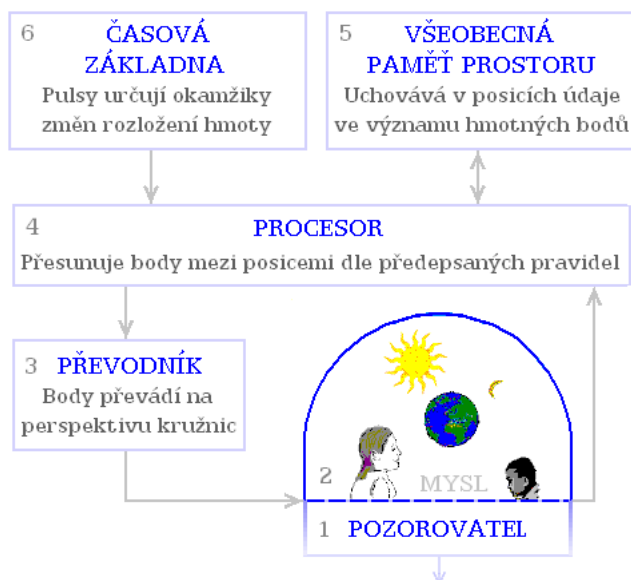 6 ČASOVÁ
ZÁKLADNA
Pulsy určují okamžiky
změn rozložení hmoty
5 VŠEOBECNÁ
PAMĚŤ PROSTORU
Uchovává v posicích údaje
ve významu hmotných bodů
4 PROCESOR
Přesunuje body mezi posicemi dle předepsaných pravidel
3 PŘEVODNÍK
Body převádí na
perspektivu kružnic
2 MYSL
1 POZOROVATEL